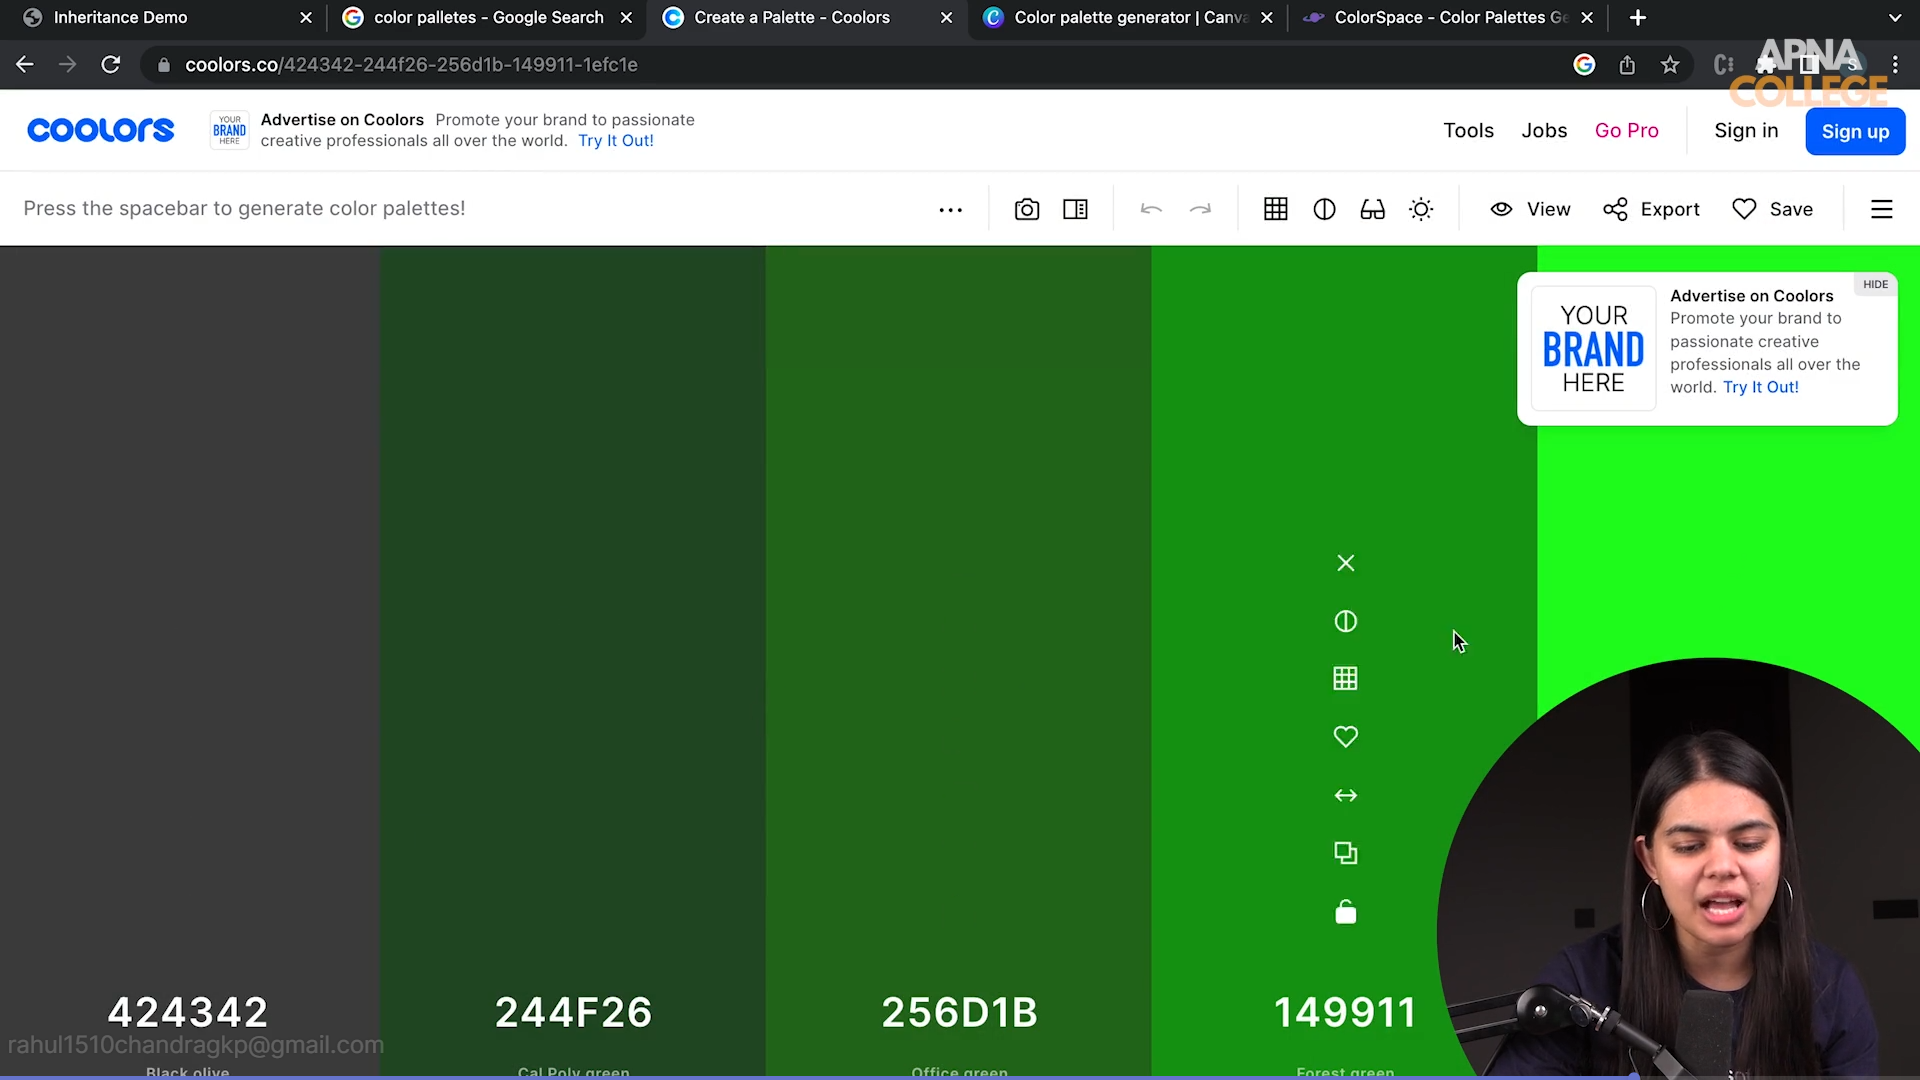 Inheritance Demo
color palletes - Google Search
Create a Palette - Coolors
Color palette generator | Canva
ColorSpace - Color Palettes Ge
coolors.co/424342-244f26-256d1b-149911-1efc1e
APNA
COLLEGE
coolors
YOUR
BRAND
HERE
Advertise on Coolors Promote your brand to passionate
creative professionals all over the world. Try It Out!
Tools
Jobs
Go Pro
Sign in
Sign up
Press the spacebar to generate color palettes!
View
Export
Save
HIDE
YOUR
BRAND
HERE
Advertise on Coolors
Promote your brand to
passionate creative
professionals all over the
world. Try It Out!
424342
244F26
256D1B
149911
rahul1510chandragkp@gmail.com
Black olive
Cal Poly green
Office green
Forest green